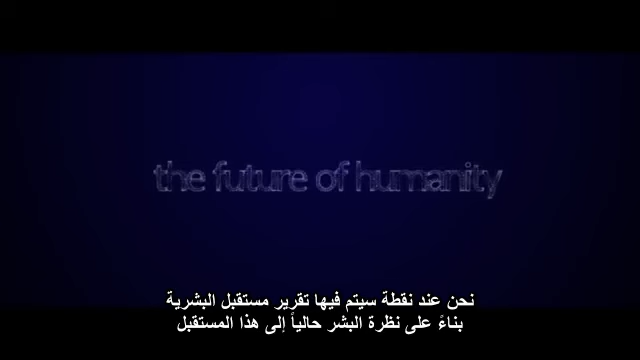 the future of humanity
نحن عند نقطة سيتم فيها تقرير مستقبل البشرية
بناءً على نظرة البشر حالياً إلى هذا المستقبل